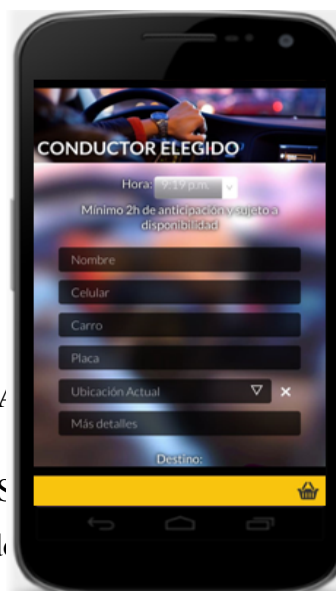 CONDUCTOR ELEGIDO
Hora: 9:19 p.m.
Mínimo 2h de anticipación y sujeto a
disponibilidad
Nombre
Celular
Carro
Placa
Ubicación Actual
Más detalles
Destino: